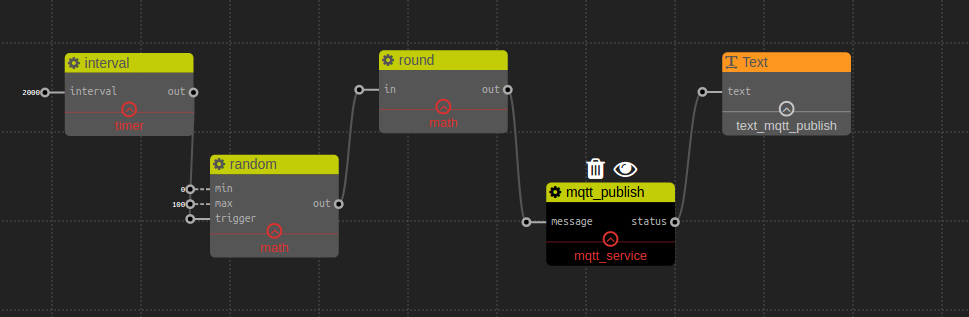 interval
2000 interval out
timer
random
0 min
100 max out
trigger
math
round
in out
math
mqtt_publish
message status
mqtt_service
Text
text
text_mqtt_publish